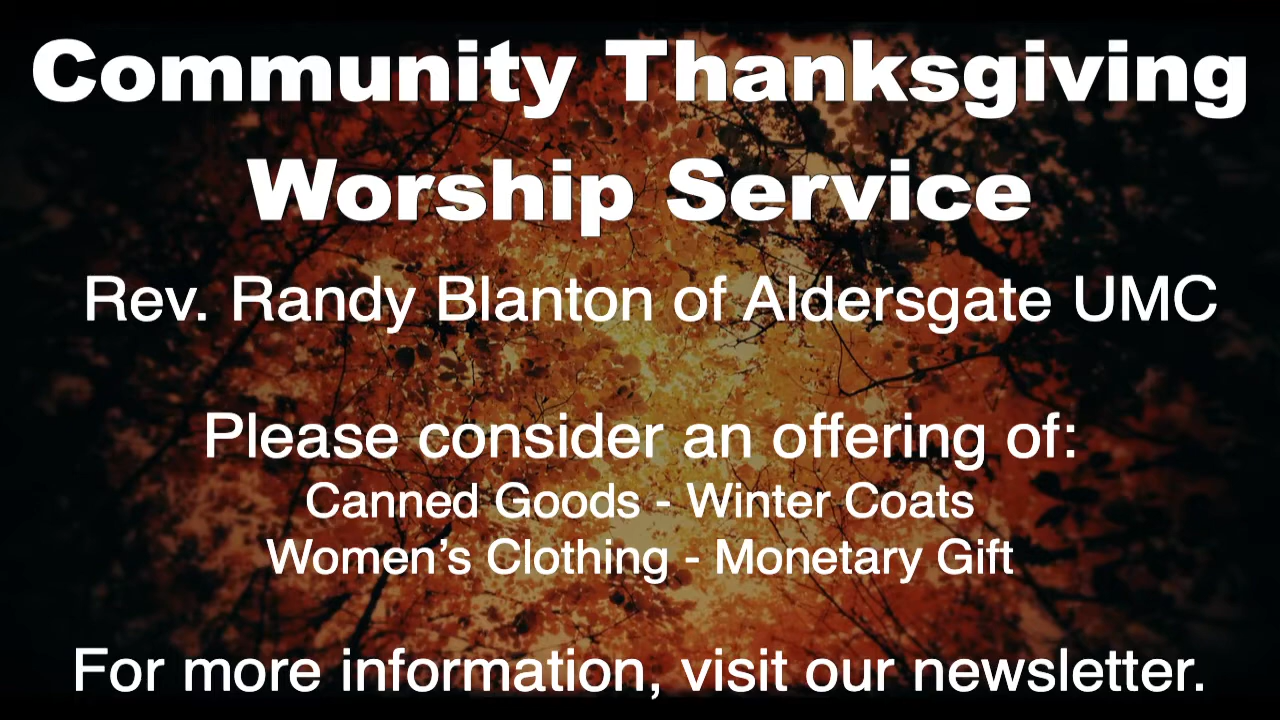 Community Thanksgiving
Worship Service
Rev. Randy Blanton of Aldersgate UMC
Please consider an offering of:
Canned Goods - Winter Coats
Women’s Clothing - Monetary Gift
For more information, visit our newsletter.